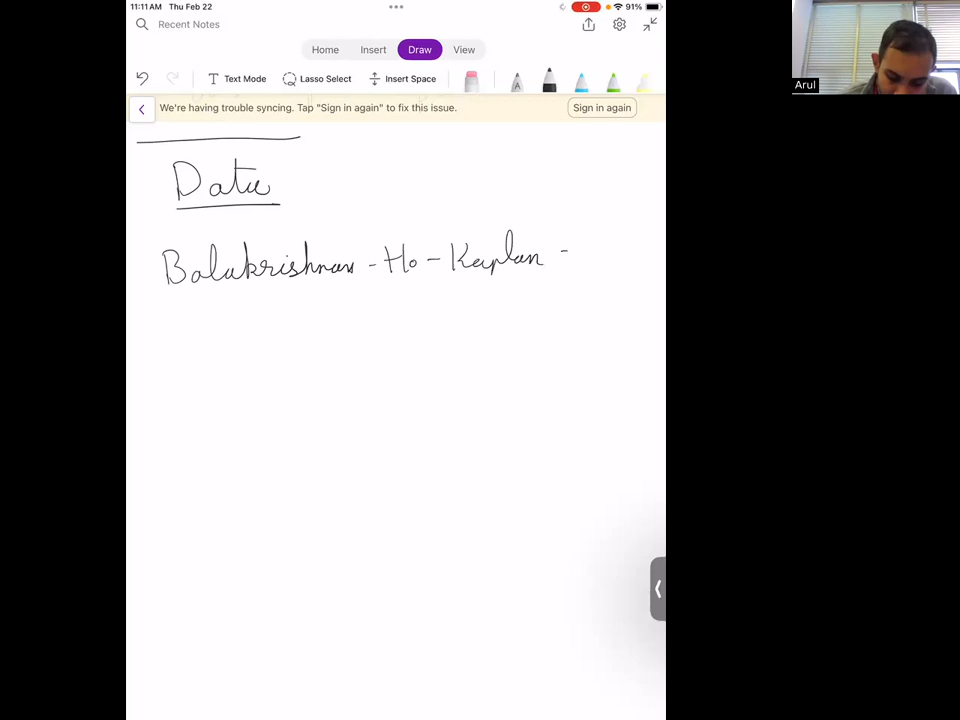 11:11 AM Thu Feb 22
91%
Recent Notes
Home Insert Draw View
Text Mode Lasso Select Insert Space
We're having trouble syncing. Tap "Sign in again" to fix this issue. Sign in again
Arul
Data
Balakrishnan - Ho - Kaplan -